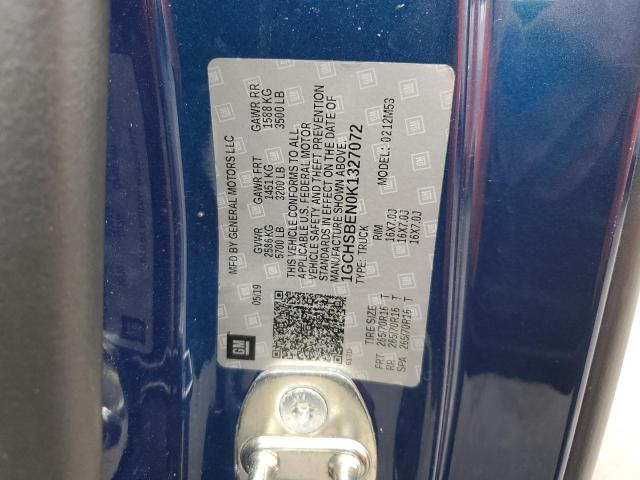 MFD BY GENERAL MOTORS LLC
05/19
GVWR GAWR FRT GAWR RR
2586 KG 1451 KG 1588 KG
5700 LB 3200 LB 3500 LB
THIS VEHICLE CONFORMS TO ALL
APPLICABLE U.S. FEDERAL MOTOR
VEHICLE SAFETY AND THEFT PREVENTION
STANDARDS IN EFFECT ON THE DATE OF
MANUFACTURE SHOWN ABOVE.
1GCHSBEN0K1327072
TYPE: TRUCK MODEL: 0212M53
TIRE SIZE RIM
FRT 265/70R16 T 16X7.0J
RR 265/70R16 T 16X7.0J
SPA 265/70R16 T 16X7.0J
GM